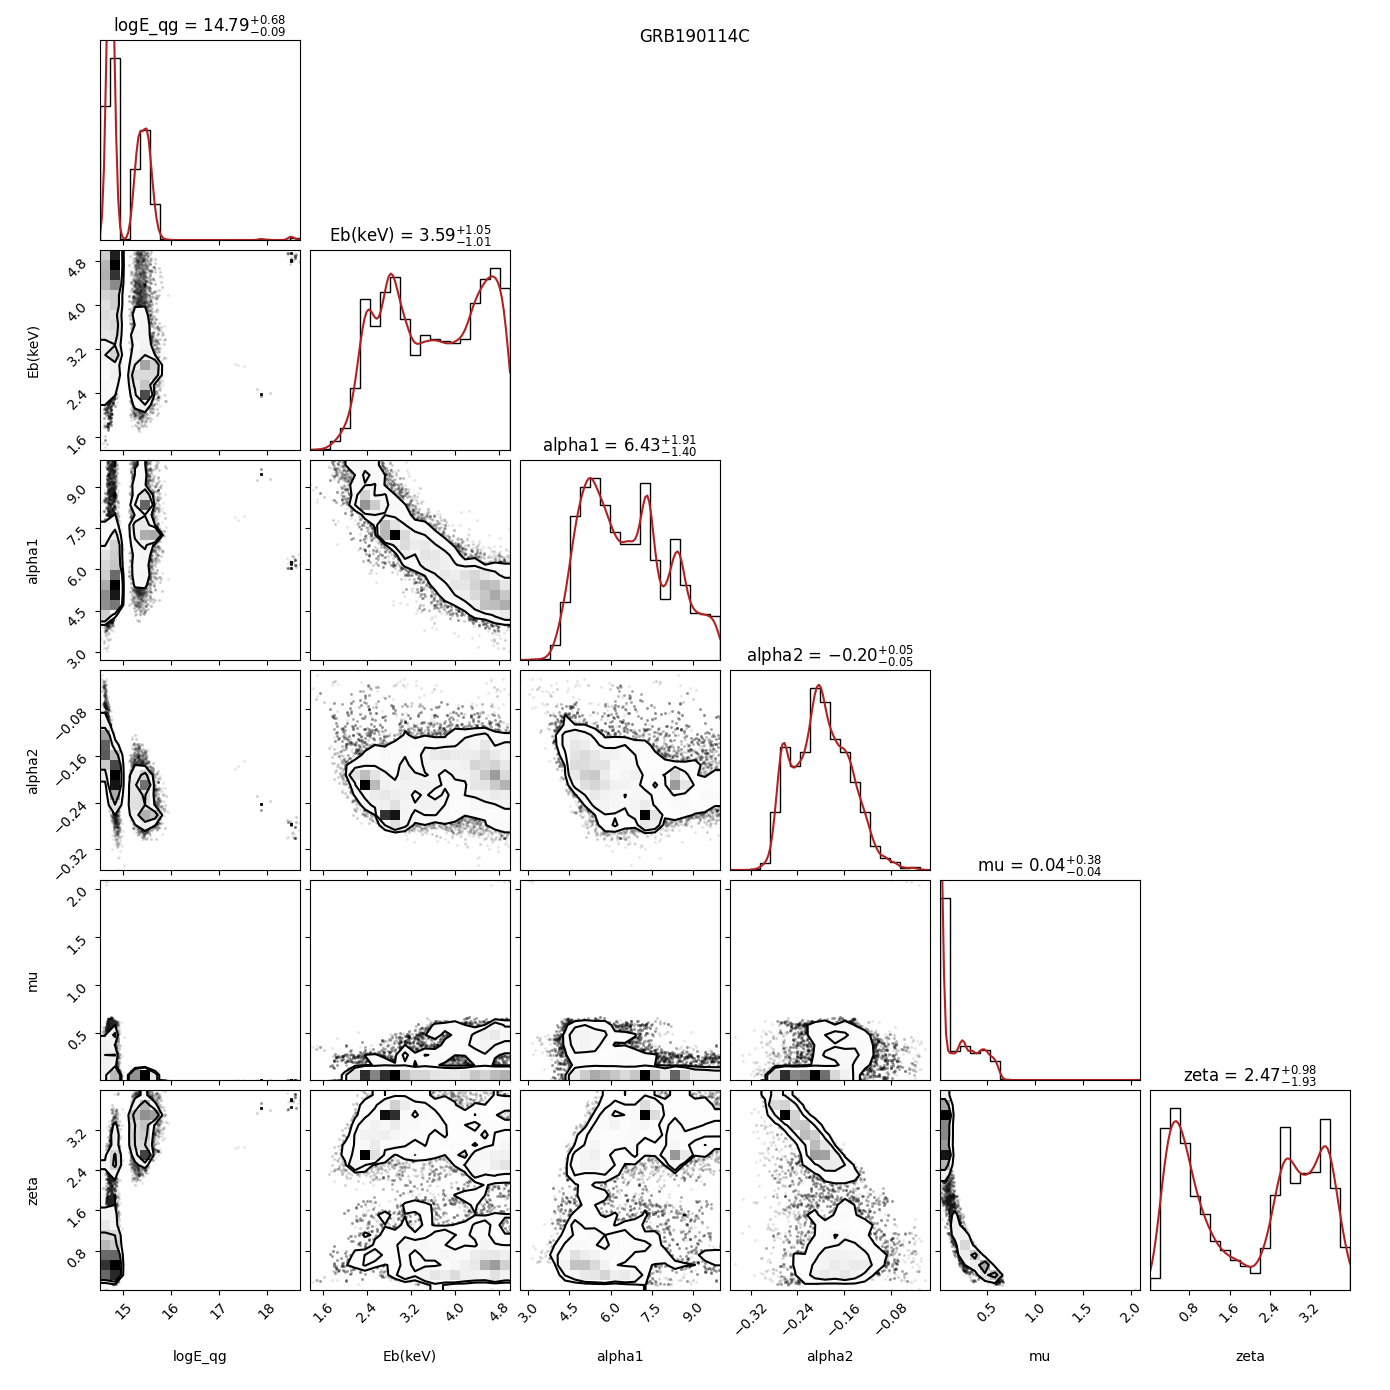 GRB190114C
logE_qg = 14.79+0.68 −0.09
Eb(keV) = 3.59+1.05 −1.01
4.8
4.0
3.2
2.4
1.6
Eb(keV)
alpha1 = 6.43+1.91 −1.40
9.0
7.5
6.0
4.5
3.0
alpha1
alpha2 = −0.20+0.05 −0.05
−0.08
−0.16
−0.24
−0.32
alpha2
mu = 0.04+0.38 −0.04
2.0
1.5
1.0
0.5
mu
zeta = 2.47+0.98 −1.93
3.2
2.4
1.6
0.8
zeta
15 16 17 18
1.6 2.4 3.2 4.0 4.8
3.0 4.5 6.0 7.5 9.0
−0.32 −0.24 −0.16 −0.08
0.5 1.0 1.5 2.0
0.8 1.6 2.4 3.2
logE_qg Eb(keV) alpha1 alpha2 mu zeta